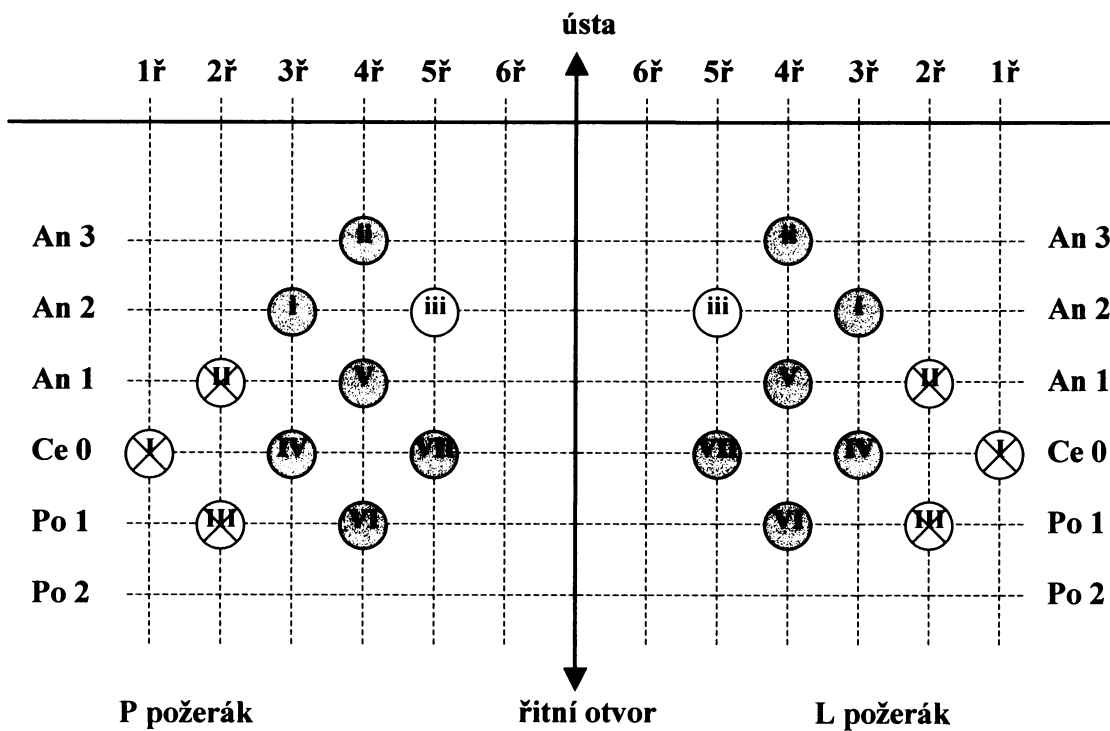 ústa
1ř 2ř 3ř 4ř 5ř 6ř 6ř 5ř 4ř 3ř 2ř 1ř
An 3 ii ii An 3
An 2 I iii iii I An 2
An 1 II V V II An 1
Ce 0 I IV VII VII IV I Ce 0
Po 1 III VI VI III Po 1
Po 2 Po 2
P požerák řitní otvor L požerák